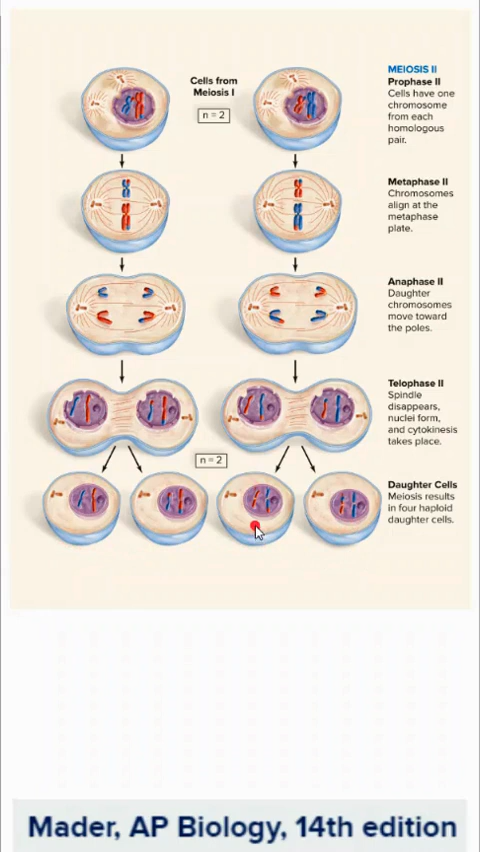 Cells from
Meiosis I
n = 2
MEIOSIS II
Prophase II
Cells have one
chromosome
from each
homologous
pair.
Metaphase II
Chromosomes
align at the
metaphase
plate.
Anaphase II
Daughter
chromosomes
move toward
the poles.
Telophase II
Spindle
disappears,
nuclei form,
and cytokinesis
takes place.
n = 2
Daughter Cells
Meiosis results
in four haploid
daughter cells.
Mader, AP Biology, 14th edition